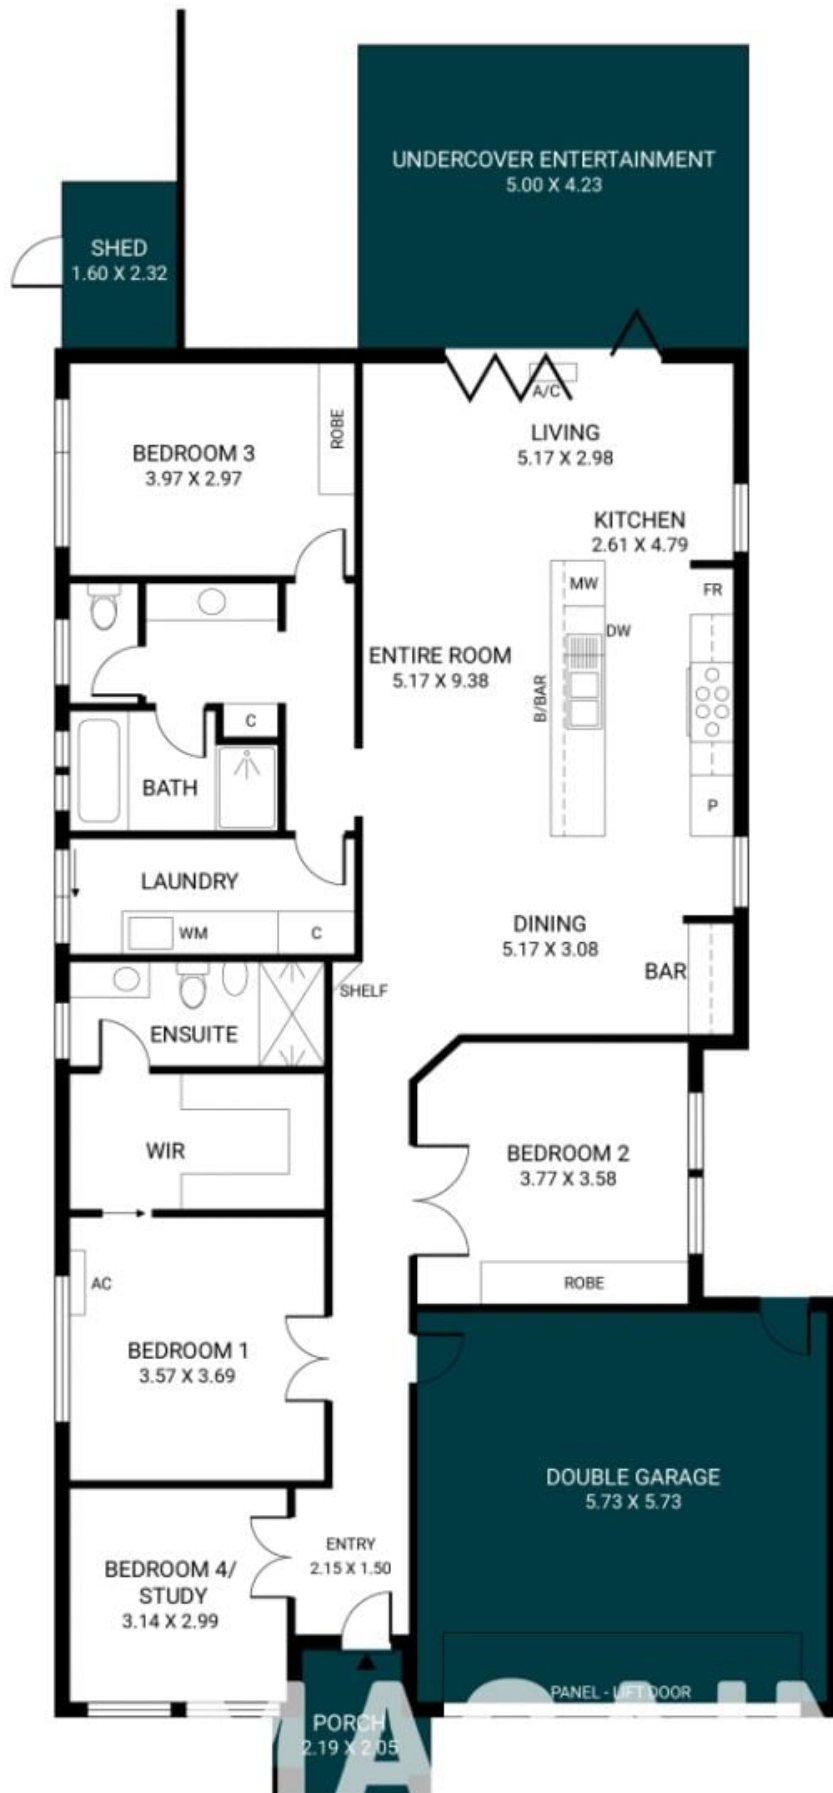 UNDERCOVER ENTERTAINMENT
5.00 X 4.23
SHED
1.60 X 2.32
A/C
LIVING
5.17 X 2.98
ROBE
BEDROOM 3
3.97 X 2.97
KITCHEN
2.61 X 4.79
MW
FR
DW
ENTIRE ROOM
5.17 X 9.38
B/BAR
C
BATH
P
LAUNDRY
WM
C
DINING
5.17 X 3.08
BAR
SHELF
ENSUITE
WIR
BEDROOM 2
3.77 X 3.58
AC
ROBE
BEDROOM 1
3.57 X 3.69
DOUBLE GARAGE
5.73 X 5.73
ENTRY
2.15 X 1.50
BEDROOM 4/
STUDY
3.14 X 2.99
PANEL - LIFT DOOR
PORCH
2.19 X 2.05